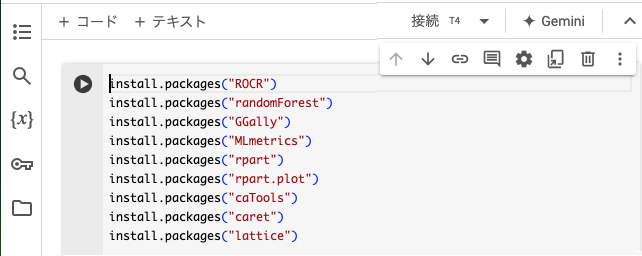 + コード + テキスト 接続 T4 Gemini
{x}
install.packages("ROCR")
install.packages("randomForest")
install.packages("GGally")
install.packages("MLmetrics")
install.packages("rpart")
install.packages("rpart.plot")
install.packages("caTools")
install.packages("caret")
install.packages("lattice")